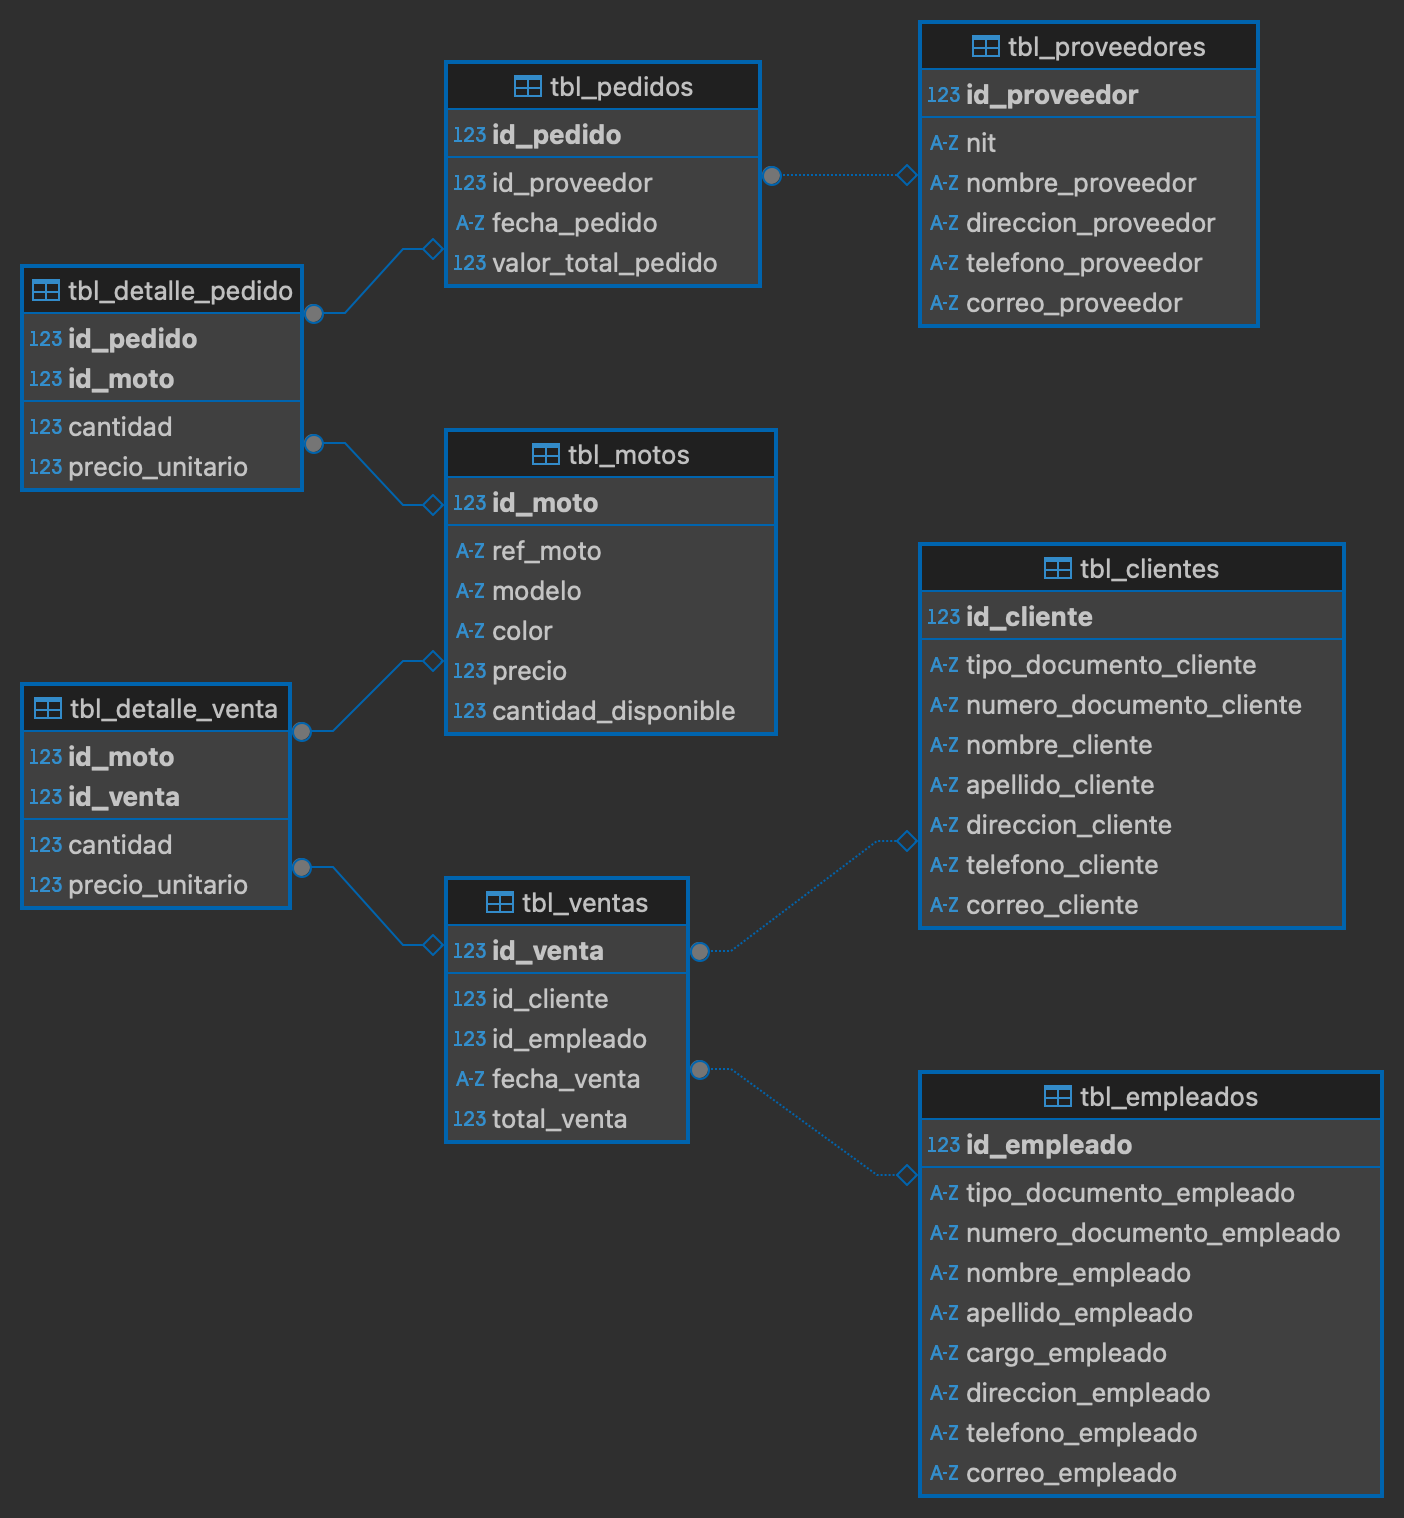 tbl_proveedores
123 id_proveedor
A-Z nit
A-Z nombre_proveedor
A-Z direccion_proveedor
A-Z telefono_proveedor
A-Z correo_proveedor
tbl_pedidos
123 id_pedido
123 id_proveedor
A-Z fecha_pedido
123 valor_total_pedido
tbl_detalle_pedido
123 id_pedido
123 id_moto
123 cantidad
123 precio_unitario
tbl_motos
123 id_moto
A-Z ref_moto
A-Z modelo
A-Z color
123 precio
123 cantidad_disponible
tbl_clientes
123 id_cliente
A-Z tipo_documento_cliente
A-Z numero_documento_cliente
A-Z nombre_cliente
A-Z apellido_cliente
A-Z direccion_cliente
A-Z telefono_cliente
A-Z correo_cliente
tbl_detalle_venta
123 id_moto
123 id_venta
123 cantidad
123 precio_unitario
tbl_ventas
123 id_venta
123 id_cliente
123 id_empleado
A-Z fecha_venta
123 total_venta
tbl_empleados
123 id_empleado
A-Z tipo_documento_empleado
A-Z numero_documento_empleado
A-Z nombre_empleado
A-Z apellido_empleado
A-Z cargo_empleado
A-Z direccion_empleado
A-Z telefono_empleado
A-Z correo_empleado